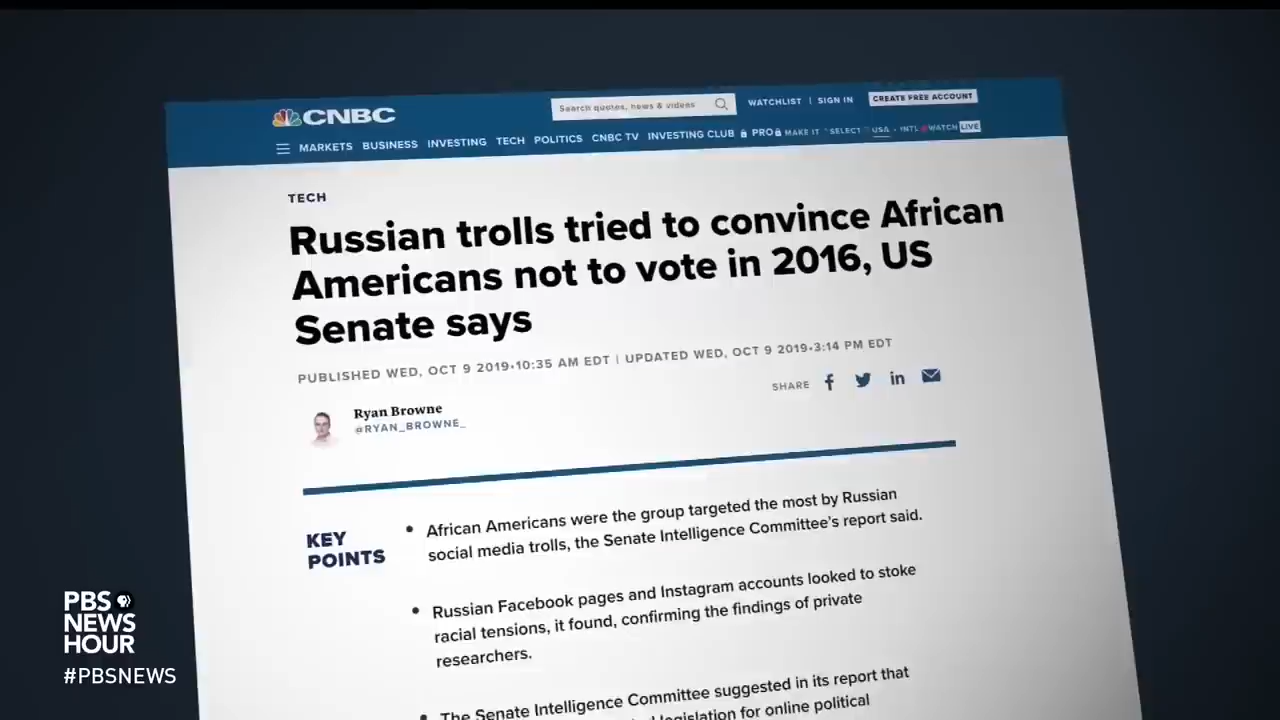 CNBC
Search quotes, news & videos
WATCHLIST | SIGN IN
CREATE FREE ACCOUNT
MARKETS BUSINESS INVESTING TECH POLITICS CNBC TV INVESTING CLUB PRO MAKE IT SELECT USA • INTL WATCH LIVE
TECH
Russian trolls tried to convince African
Americans not to vote in 2016, US
Senate says
PUBLISHED WED, OCT 9 2019•10:35 AM EDT | UPDATED WED, OCT 9 2019•3:14 PM EDT
SHARE in
Ryan Browne
@RYAN_BROWNE_
KEY
POINTS
• African Americans were the group targeted the most by Russian
social media trolls, the Senate Intelligence Committee's report said.
• Russian Facebook pages and Instagram accounts looked to stoke
racial tensions, it found, confirming the findings of private
researchers.
• The Senate Intelligence Committee suggested in its report that
legislation for online political
PBS
NEWS
HOUR
#PBSNEWS